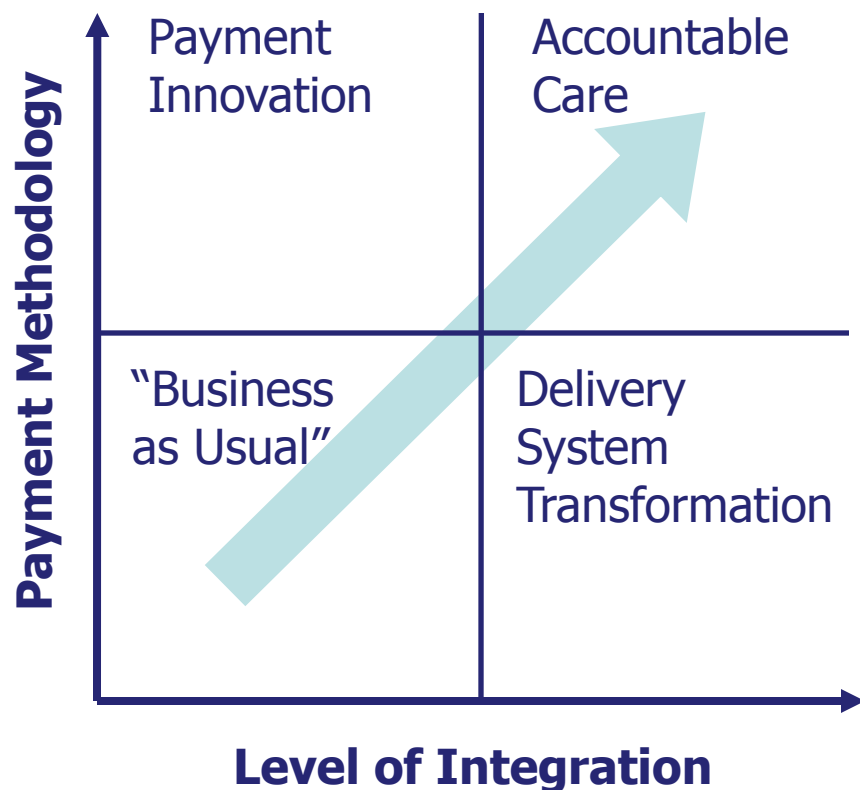 Payment
Innovation
Accountable
Care
Payment Methodology
“Business
as Usual”
Delivery
System
Transformation
Level of Integration